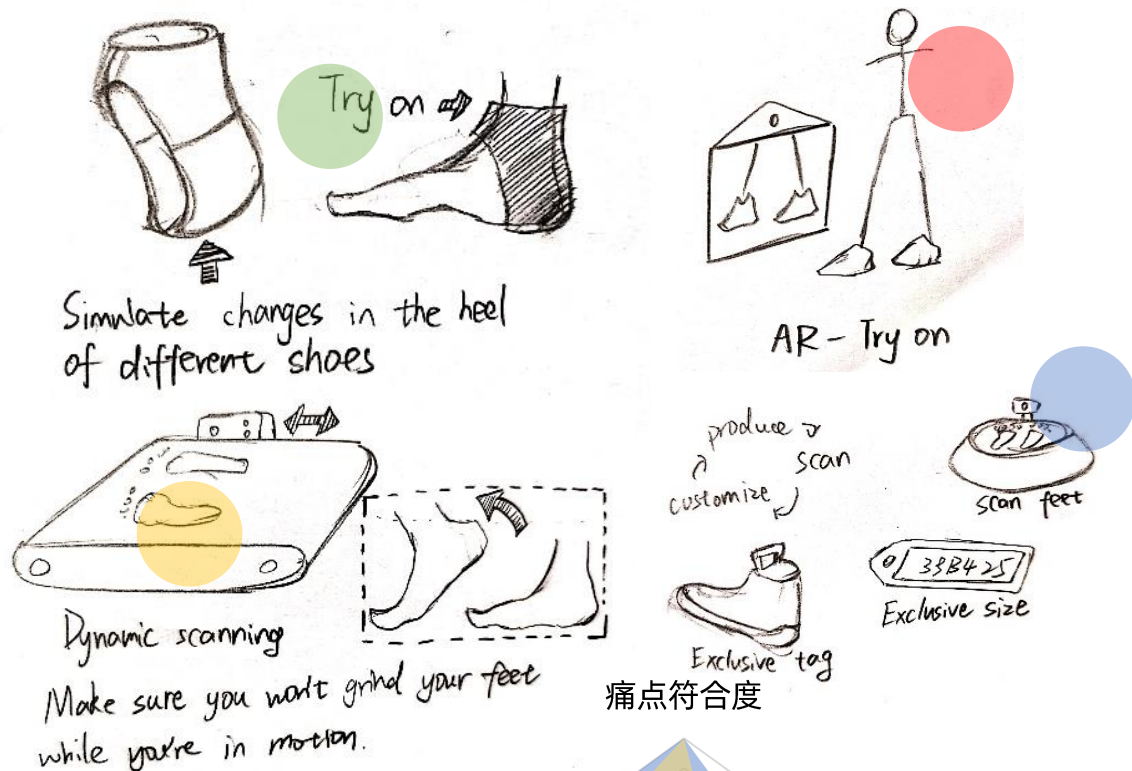 Try on
Simulate changes in the heel
of different shoes
AR - Try on
Dynamic scanning
Make sure you won't grind your feet
while you're in motion.
produce
scan
customize
scan feet
33B425
Exclusive size
Exclusive tag
痛点符合度